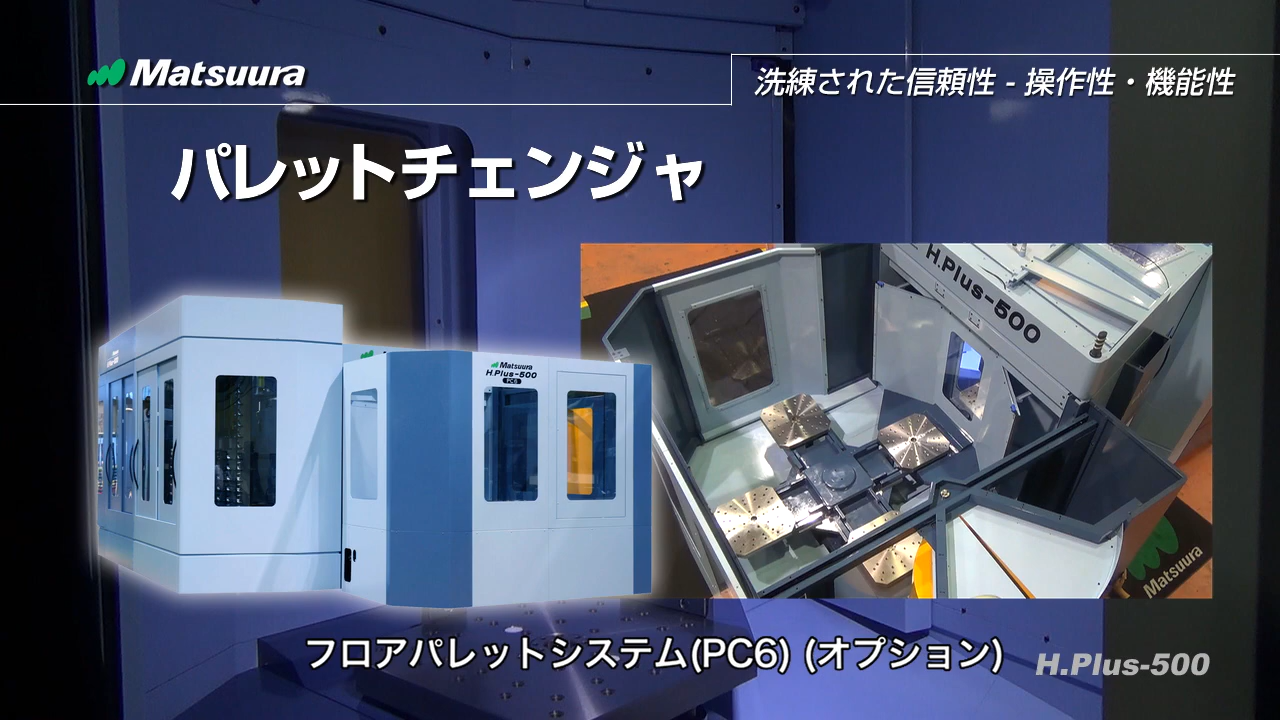 Matsuura
洗練された信頼性 - 操作性・機能性
パレットチェンジャ
H.Plus-500
Matsuura
H.Plus-500
PC6
Matsuura
フロアパレットシステム(PC6) (オプション)
H.Plus-500